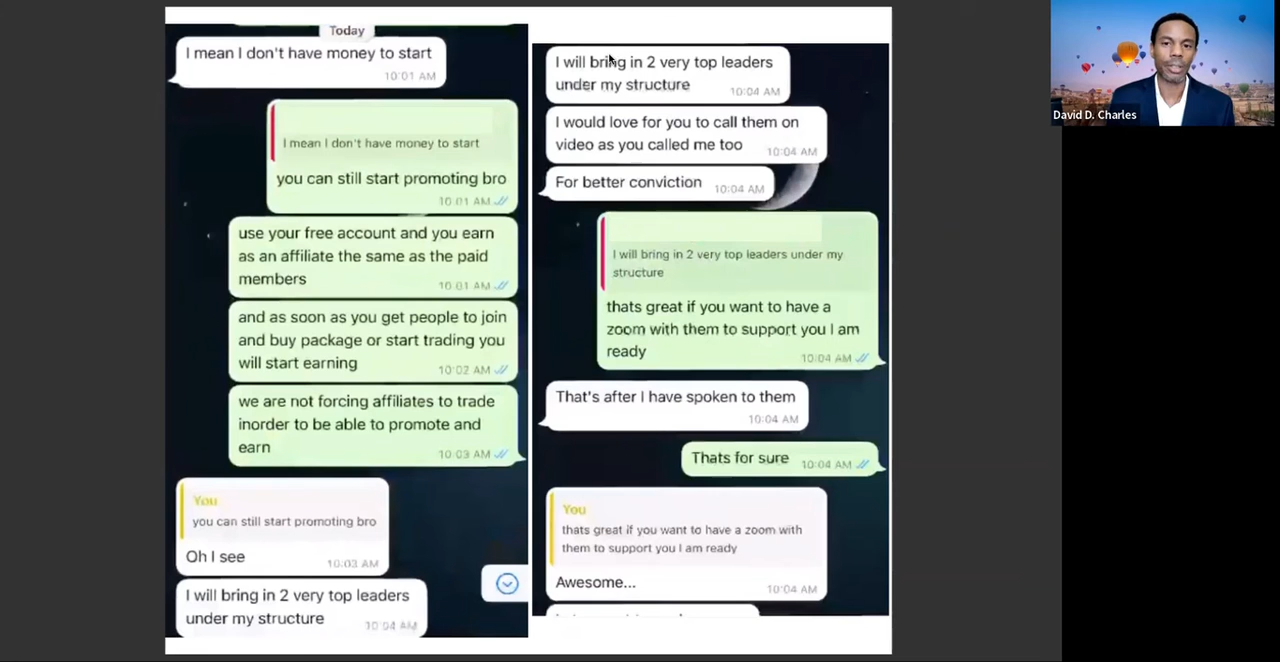 Today
I mean I don't have money to start
10:01 AM
I mean I don't have money to start
you can still start promoting bro
10:01 AM
use your free account and you earn
as an affiliate the same as the paid
members
10:01 AM
and as soon as you get people to join
and buy package or start trading you
will start earning
10:02 AM
we are not forcing affiliates to trade
inorder to be able to promote and
earn
10:03 AM
You
you can still start promoting bro
Oh I see
10:03 AM
I will bring in 2 very top leaders
under my structure
10:04 AM
I will bring in 2 very top leaders
under my structure
10:04 AM
I would love for you to call them on
video as you called me too
10:04 AM
For better conviction
10:04 AM
I will bring in 2 very top leaders under my
structure
thats great if you want to have a
zoom with them to support you I am
ready
10:04 AM
That's after I have spoken to them
10:04 AM
Thats for sure
10:04 AM
You
thats great if you want to have a zoom with
them to support you I am ready
Awesome...
10:04 AM
David D. Charles